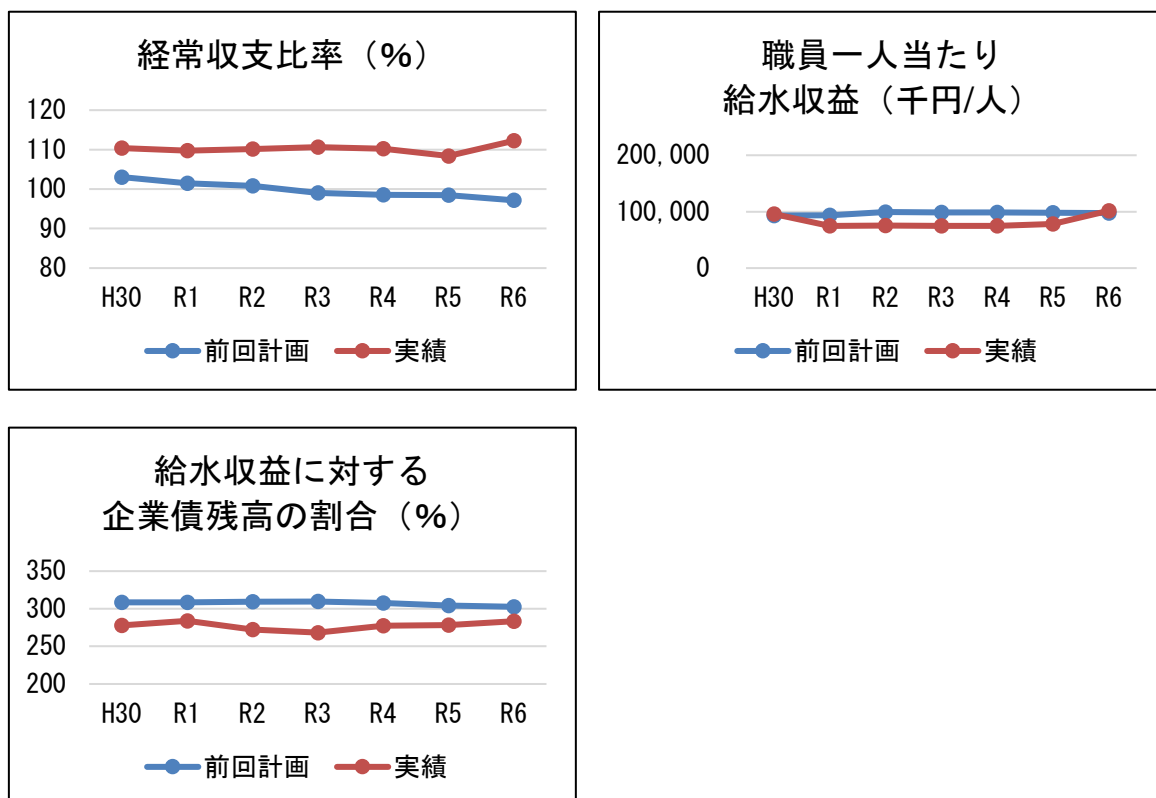 経常収支比率（%）
120
110
100
90
80
H30 R1 R2 R3 R4 R5 R6
前回計画 実績
職員一人当たり
給水収益（千円/人）
200,000
100,000
0
H30 R1 R2 R3 R4 R5 R6
前回計画 実績
給水収益に対する
企業債残高の割合（%）
350
300
250
200
H30 R1 R2 R3 R4 R5 R6
前回計画 実績